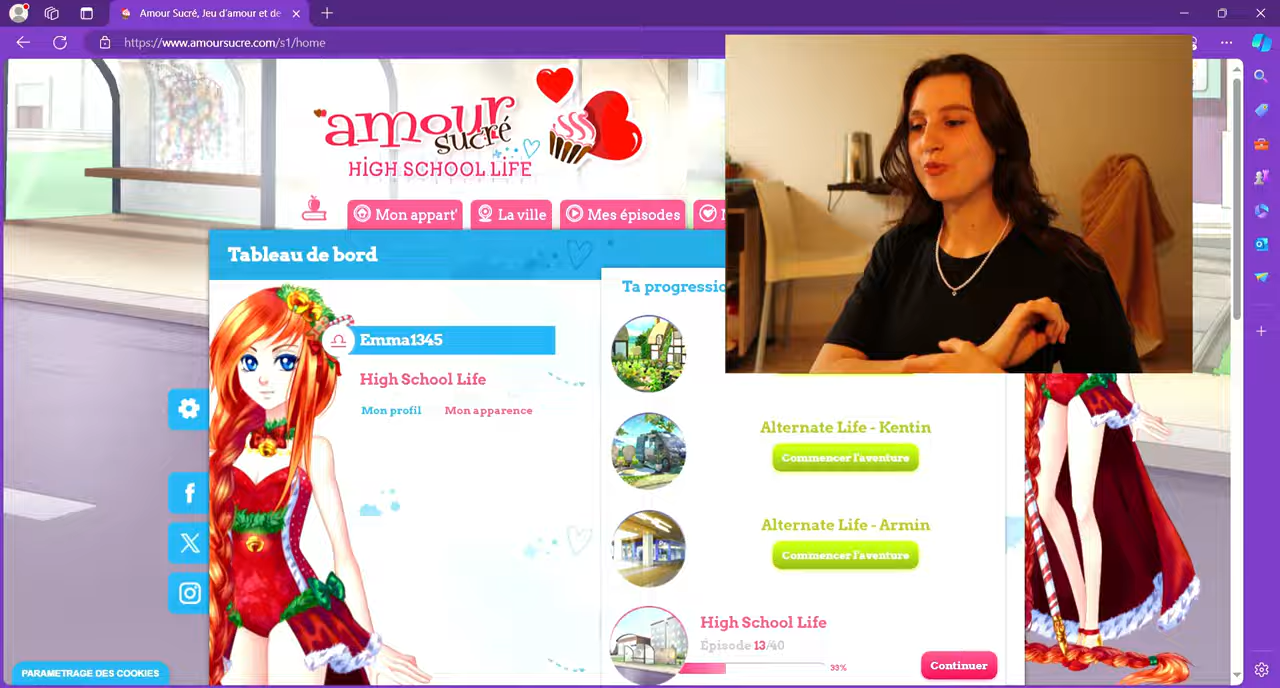 Amour Sucré, Jeu d'amour et de
https://www.amoursucre.com/s1/home
amour
sucré
HIGH SCHOOL LIFE
Mon appart'
La ville
Mes épisodes
Tableau de bord
Ta progressio
Emma1345
High School Life
Mon profil
Mon apparence
Alternate Life - Kentin
Commencer l'aventure
Alternate Life - Armin
Commencer l'aventure
High School Life
Épisode 13/40
33%
Continuer
PARAMETRAGE DES COOKIES